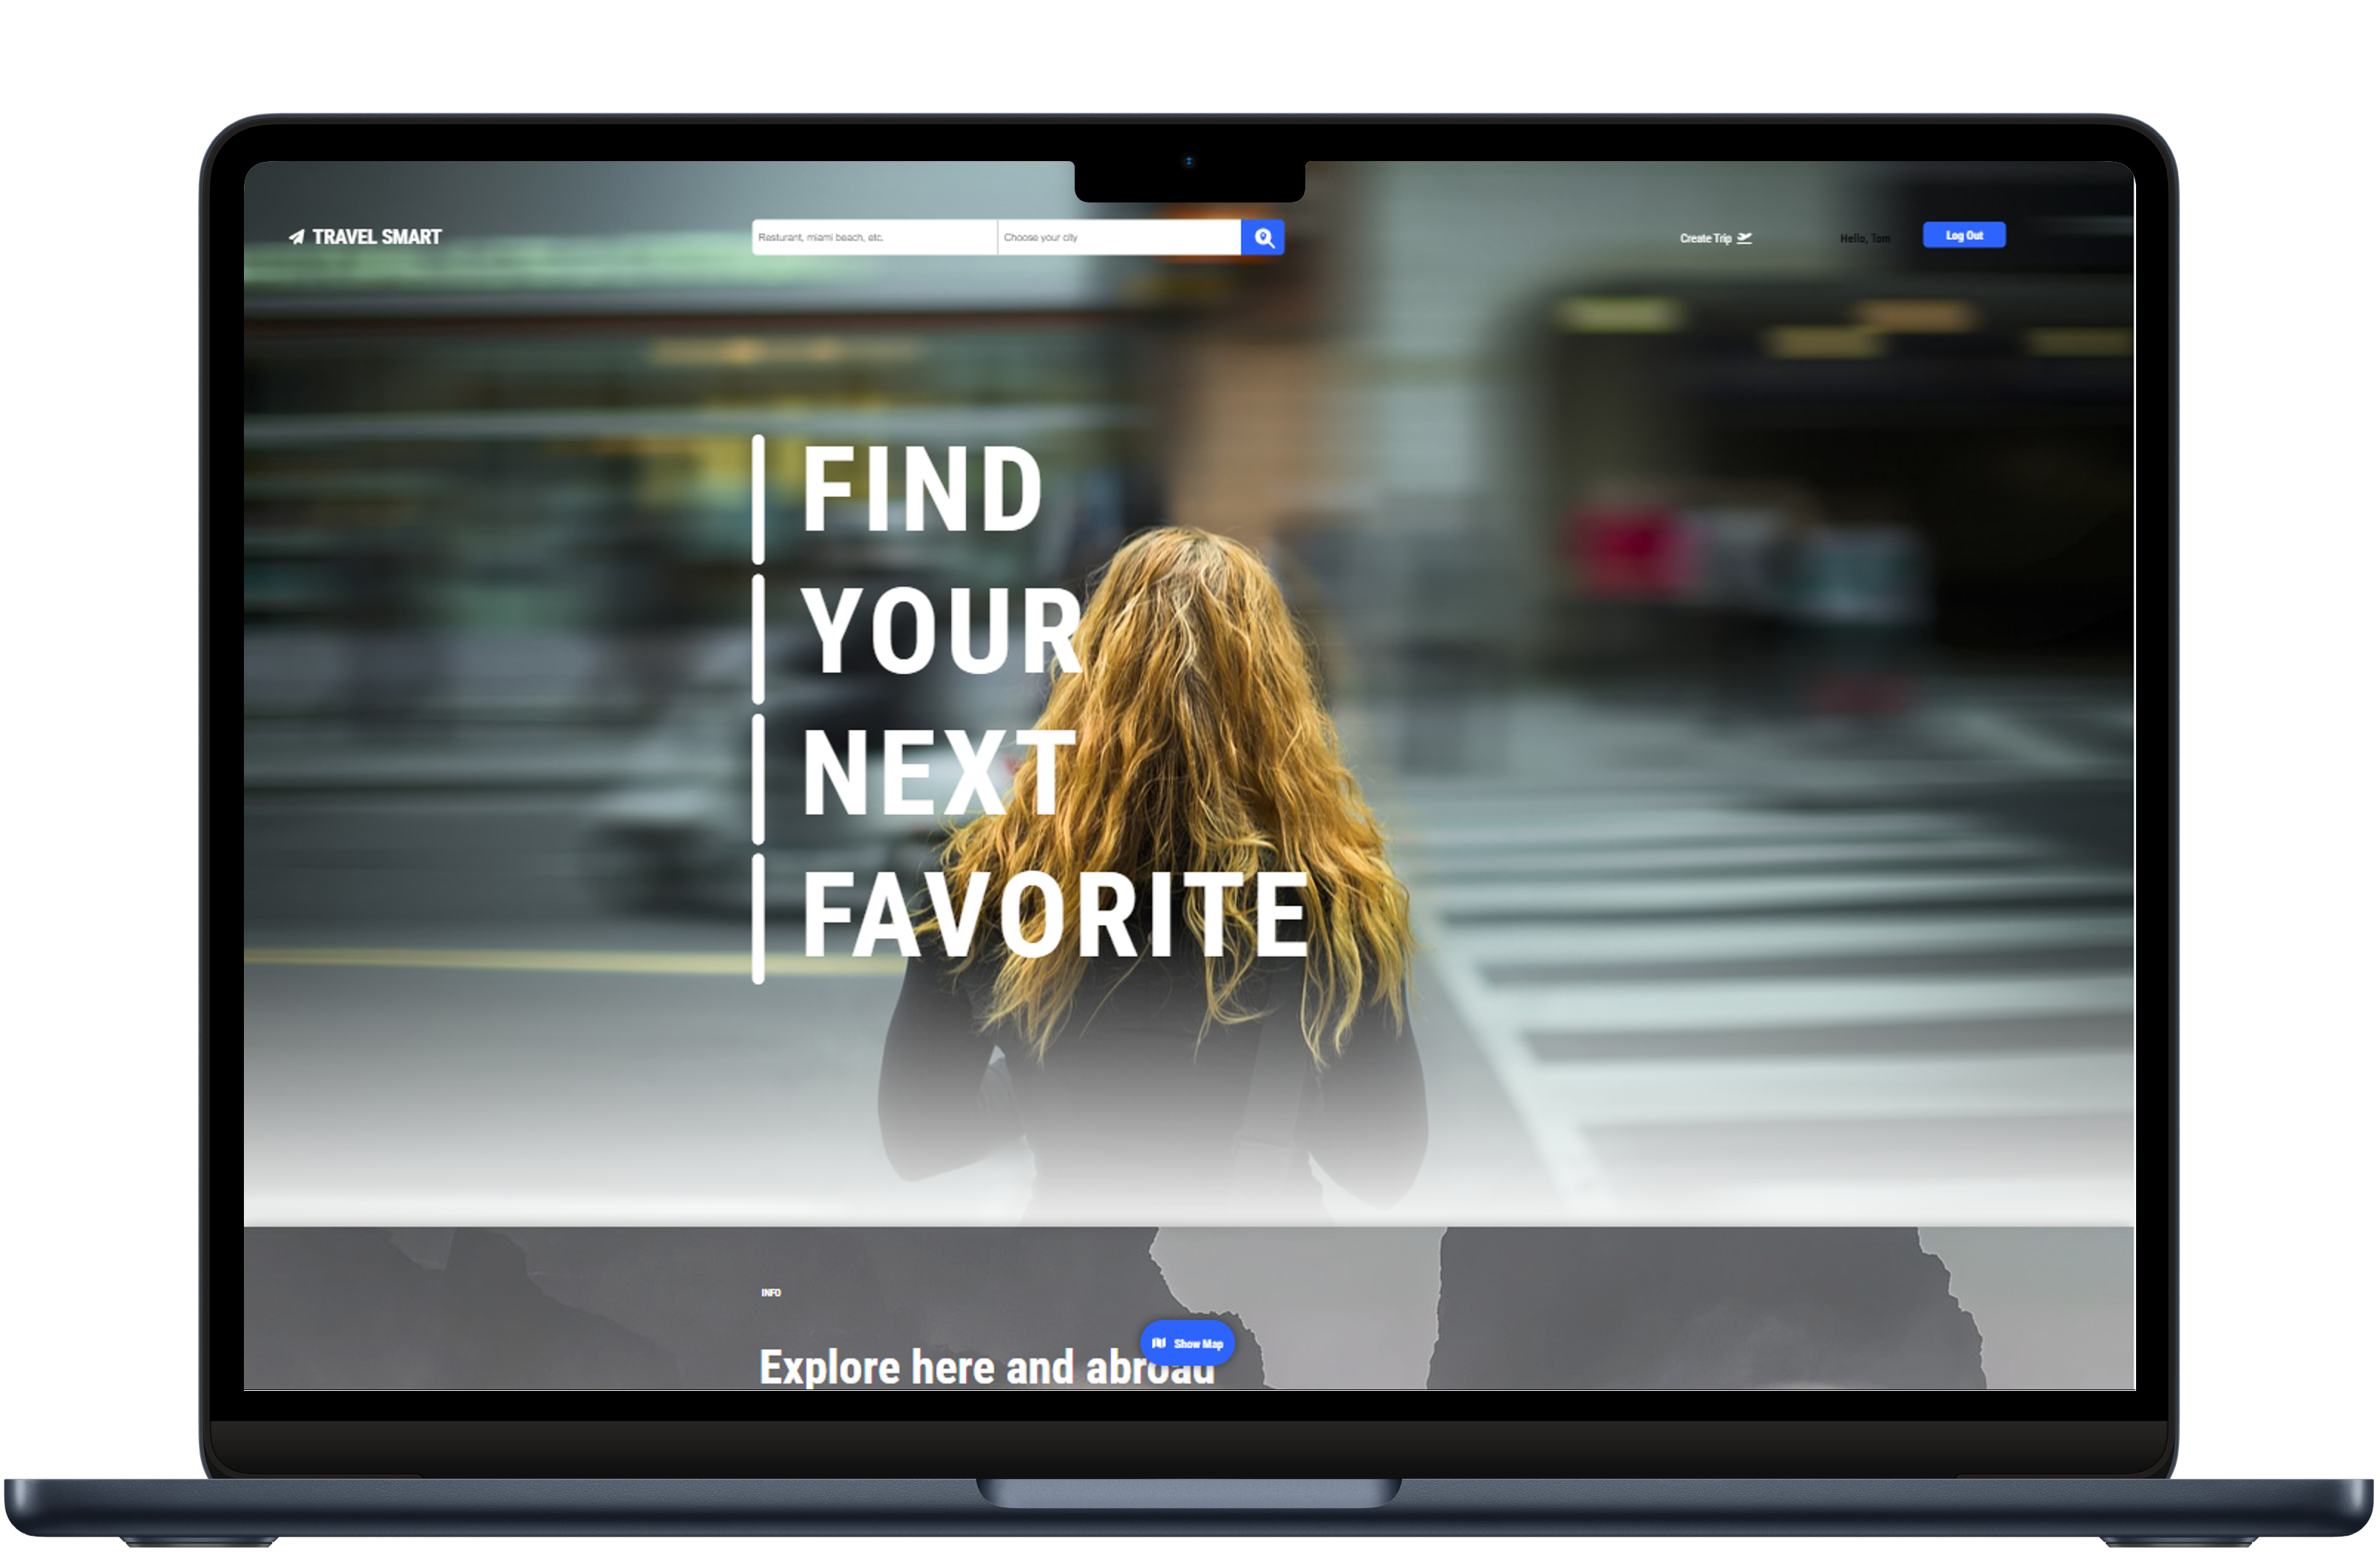 TRAVEL SMART
Resturant, miami beach, etc.
Choose your city
Create Trip
Hello, Tom
Log Out
FIND
YOUR
NEXT
FAVORITE
INFO
Show Map
Explore here and abroad